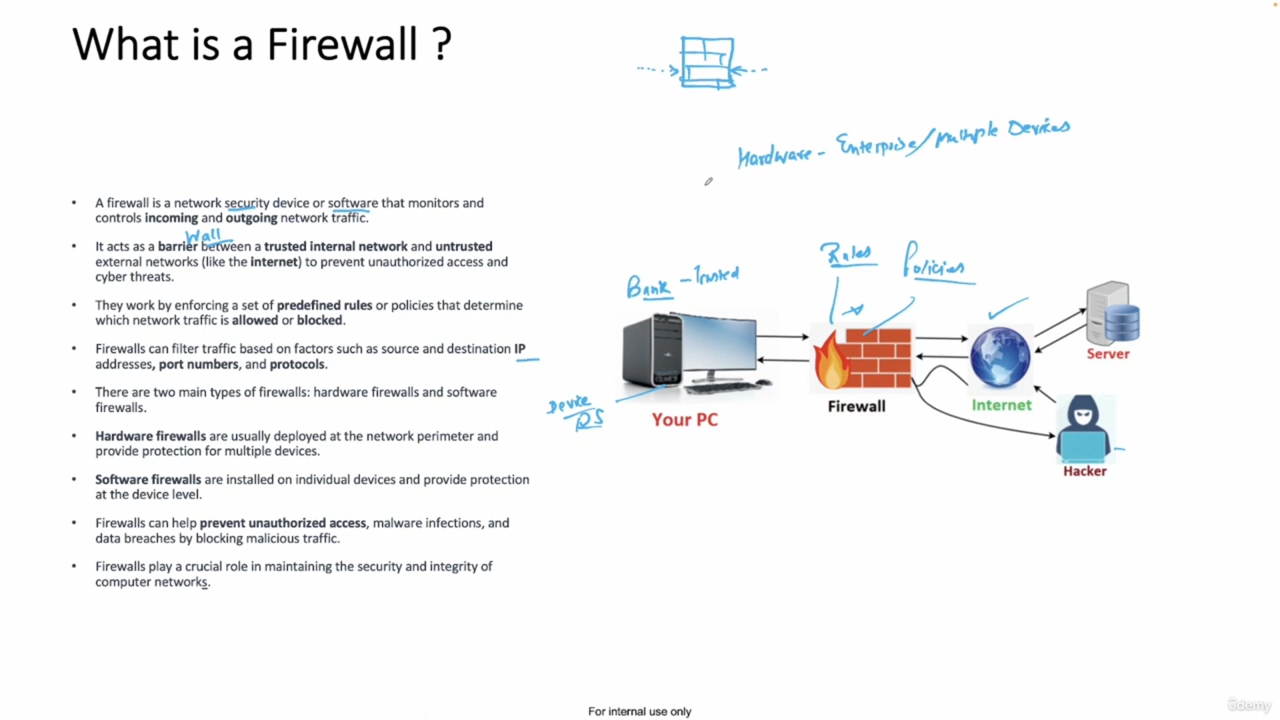 What is a Firewall ?
Hardware - Enterprise/Multiple Devices
• A firewall is a network security device or software that monitors and
controls incoming and outgoing network traffic.
Wall
• It acts as a barrier between a trusted internal network and untrusted
external networks (like the internet) to prevent unauthorized access and
cyber threats.
• They work by enforcing a set of predefined rules or policies that determine
which network traffic is allowed or blocked.
• Firewalls can filter traffic based on factors such as source and destination IP
addresses, port numbers, and protocols.
• There are two main types of firewalls: hardware firewalls and software
firewalls.
• Hardware firewalls are usually deployed at the network perimeter and
provide protection for multiple devices.
• Software firewalls are installed on individual devices and provide protection
at the device level.
• Firewalls can help prevent unauthorized access, malware infections, and
data breaches by blocking malicious traffic.
• Firewalls play a crucial role in maintaining the security and integrity of
computer networks.
Rules
Policies
Bank - Trusted
Device
OS
Your PC
Firewall
Internet
Server
Hacker
For internal use only
ûdemy